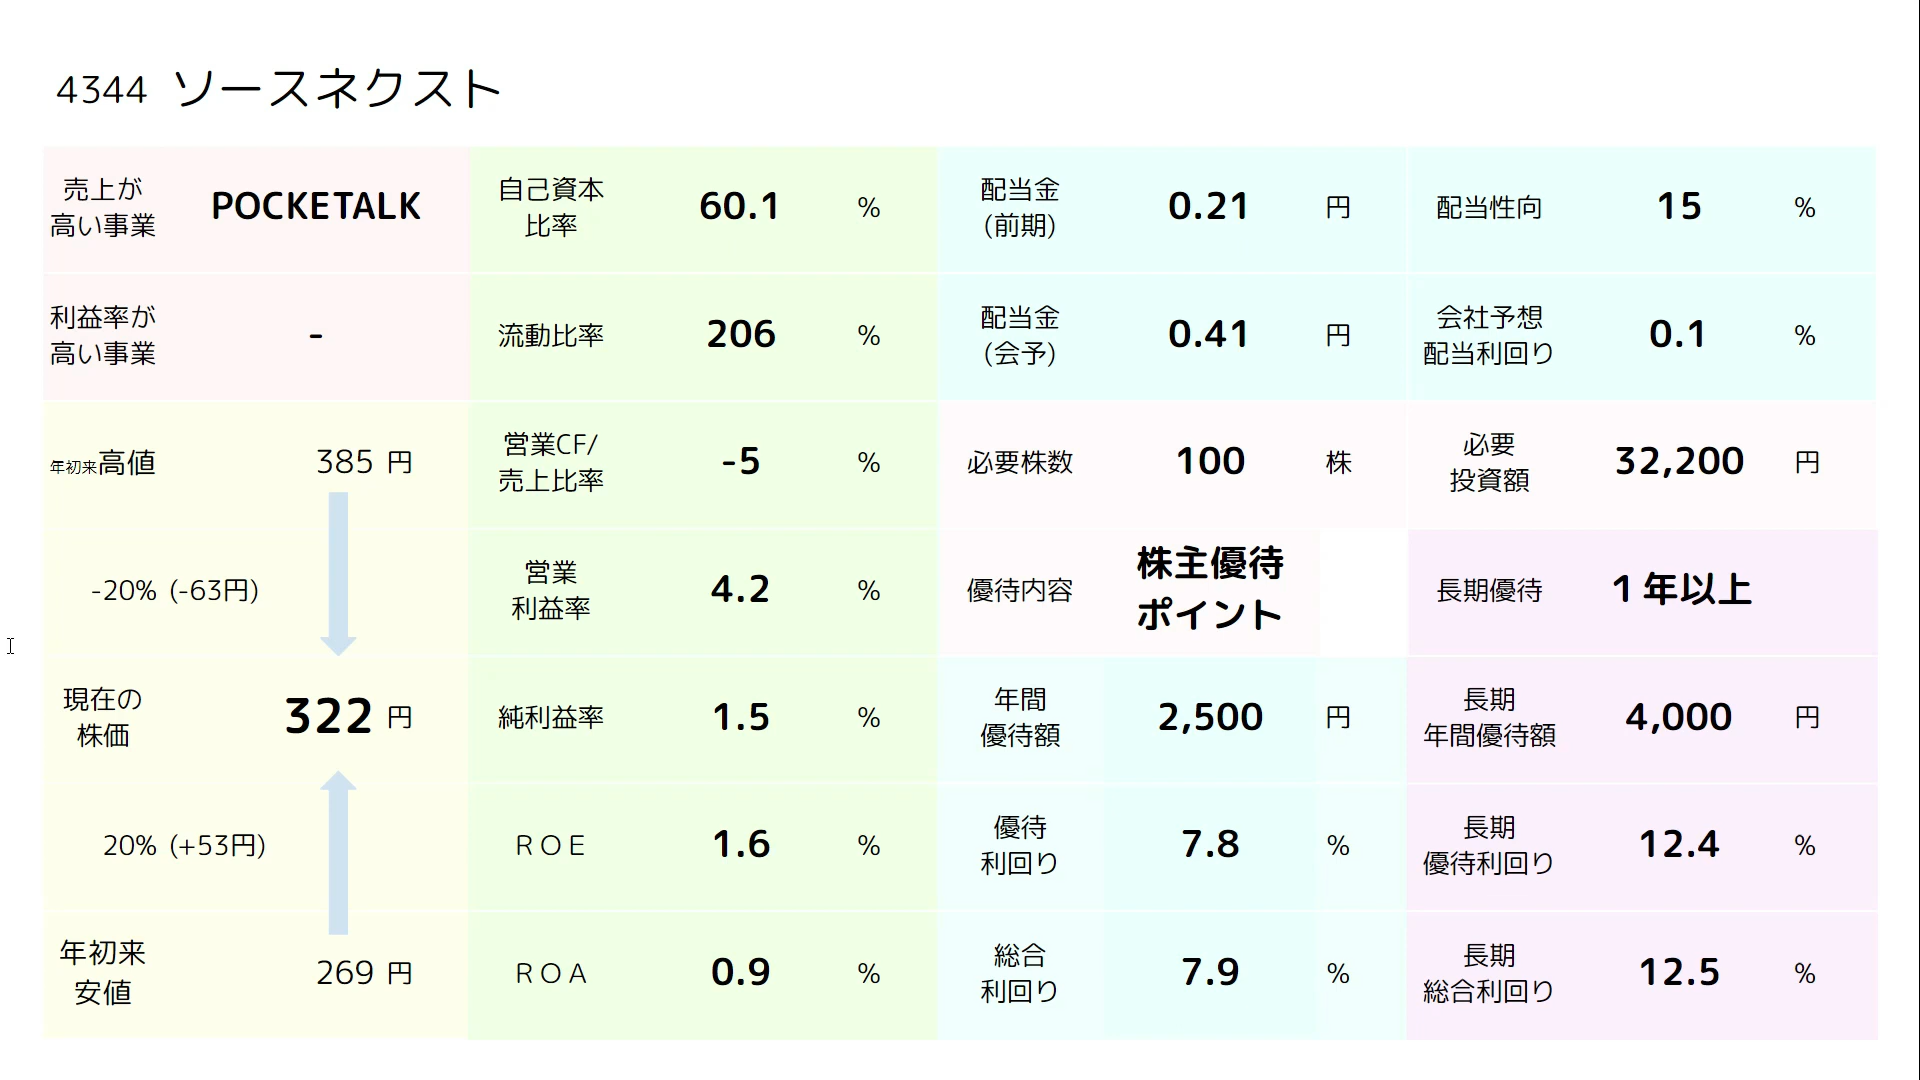 4344 ソースネクスト
売上が
高い事業
POCKETALK
自己資本
比率
60.1 %
配当金
(前期)
0.21 円
配当性向
15 %
利益率が
高い事業
-
流動比率
206 %
配当金
(会予)
0.41 円
会社予想
配当利回り
0.1 %
年初来高値
385 円
営業CF/
売上比率
-5 %
必要株数
100 株
必要
投資額
32,200 円
-20% (-63円)
営業
利益率
4.2 %
優待内容
株主優待
ポイント
長期優待
１年以上
現在の
株価
322 円
純利益率
1.5 %
年間
優待額
2,500 円
長期
年間優待額
4,000 円
20% (+53円)
ＲＯＥ
1.6 %
優待
利回り
7.8 %
長期
優待利回り
12.4 %
年初来
安値
269 円
ＲＯＡ
0.9 %
総合
利回り
7.9 %
長期
総合利回り
12.5 %